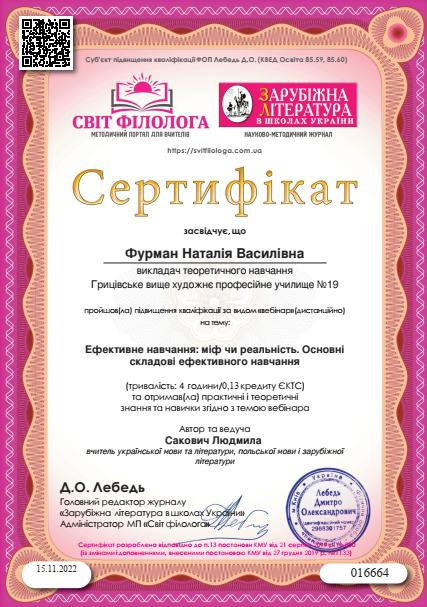 Суб'єкт підвищення кваліфікації ФОП Лебедь Д.О. (КВЕД Освіта 85.59, 85.60)
СВІТ ФІЛОЛОГА
МЕТОДИЧНИЙ ПОРТАЛ ДЛЯ ВЧИТЕЛІВ
ЗАРУБІЖНА
ЛІТЕРАТУРА
В ШКОЛАХ УКРАЇНИ
НАУКОВО-МЕТОДИЧНИЙ ЖУРНАЛ
https://svitfilologa.com.ua
Сертифікат
засвідчує, що
Фурман Наталія Василівна
викладач теоретичного навчання
Грицівське вище художнє професійне училище №19
пройшов(ла) підвищення кваліфікації за видом «вебінар» (дистанційно)
на тему:
Ефективне навчання: міф чи реальність. Основні
складові ефективного навчання
(тривалість: 4 години/0,13 кредиту ЄКТС)
та отримав(ла) практичні і теоретичні
знання та навички згідно з темою вебінара
Автор та ведуча
Сакович Людмила
вчитель української мови та літератури, польської мови і зарубіжної
літератури
Д.О. Лебедь
Головний редактор журналу
«Зарубіжна література в школах України»
Адміністратор МП «Світ філолога»
Україна
м.Київ
Лебедь
Дмитро
Олександрович
Ідентифікаційний номер
2968301757
Сертифікат розроблено відповідно до п.13 постанови КМУ від 21 серпня
(із змінами і доповненнями, внесеними постановою КМУ від 27 грудня 2019 р. №1133)
15.11.2022
016664